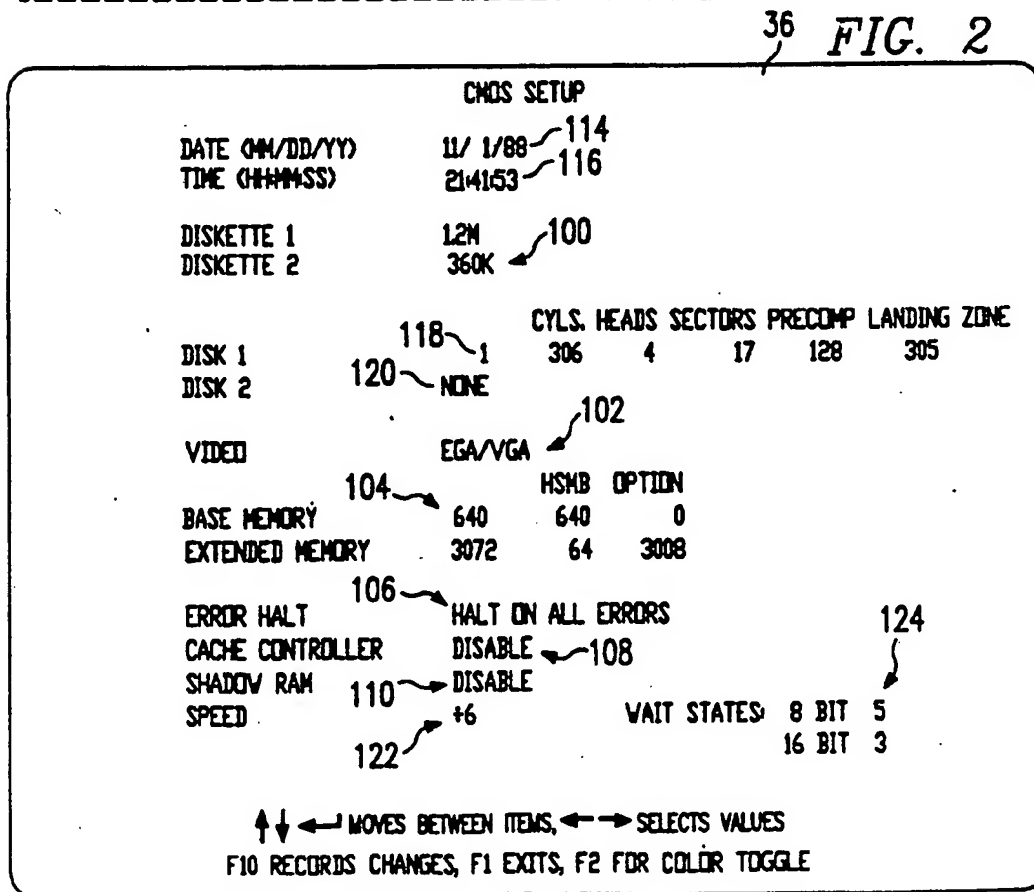 36 FIG. 2
CMOS SETUP
DATE (MM/DD/YY) 11/ 1/88 114
TIME (HH:MM:SS) 21:41:53 116
DISKETTE 1 1.2M 100
DISKETTE 2 360K
CYLS. HEADS SECTORS PRECOMP LANDING ZONE
118
DISK 1 1 306 4 17 128 305
DISK 2 120 NONE
102
VIDEO EGA/VGA
104 HSMB OPTION
BASE MEMORY 640 640 0
EXTENDED MEMORY 3072 64 3008
106
ERROR HALT HALT ON ALL ERRORS
124
CACHE CONTROLLER DISABLE 108
SHADOW RAM 110 DISABLE
SPEED +6 WAIT STATES: 8 BIT 5
122 16 BIT 3
↑↓ ↵ MOVES BETWEEN ITEMS, ← → SELECTS VALUES
F10 RECORDS CHANGES, F1 EXITS, F2 FOR COLOR TOGGLE